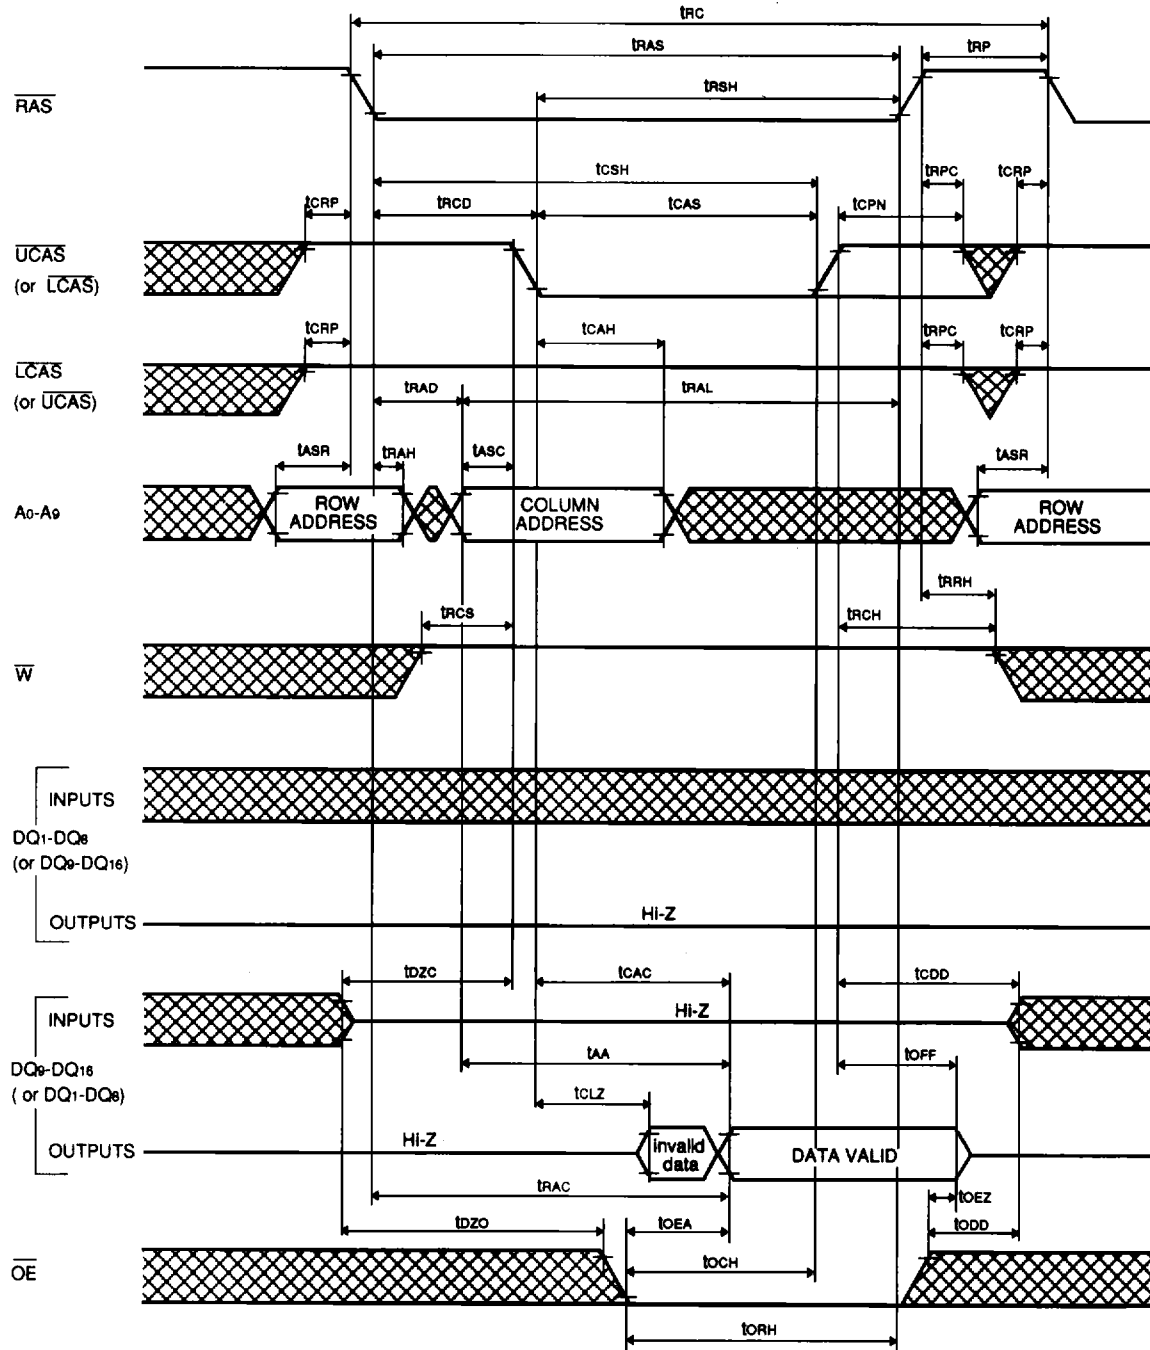 tRC
tRAS
tRP
RAS
tRSH
tCSH
tRPC
tCRP
tCRP
tRCD
tCAS
tCPN
UCAS
(or LCAS)
tCAH
tCRP
tRPC
tCRP
LCAS
(or UCAS)
tRAD
tRAL
tASR
tRAH
tASC
tASR
A0-A9
ROW
ADDRESS
COLUMN
ADDRESS
ROW
ADDRESS
tRRH
tRCS
tRCH
W
INPUTS
DQ1-DQ8
(or DQ9-DQ16)
OUTPUTS
Hi-Z
tDZC
tCAC
tCDD
INPUTS
Hi-Z
DQ9-DQ16
( or DQ1-DQ8)
tAA
tOFF
tCLZ
OUTPUTS
Hi-Z
invalid
data
DATA VALID
tRAC
tOEZ
tDZO
tOEA
tODD
OE
tOCH
tORH